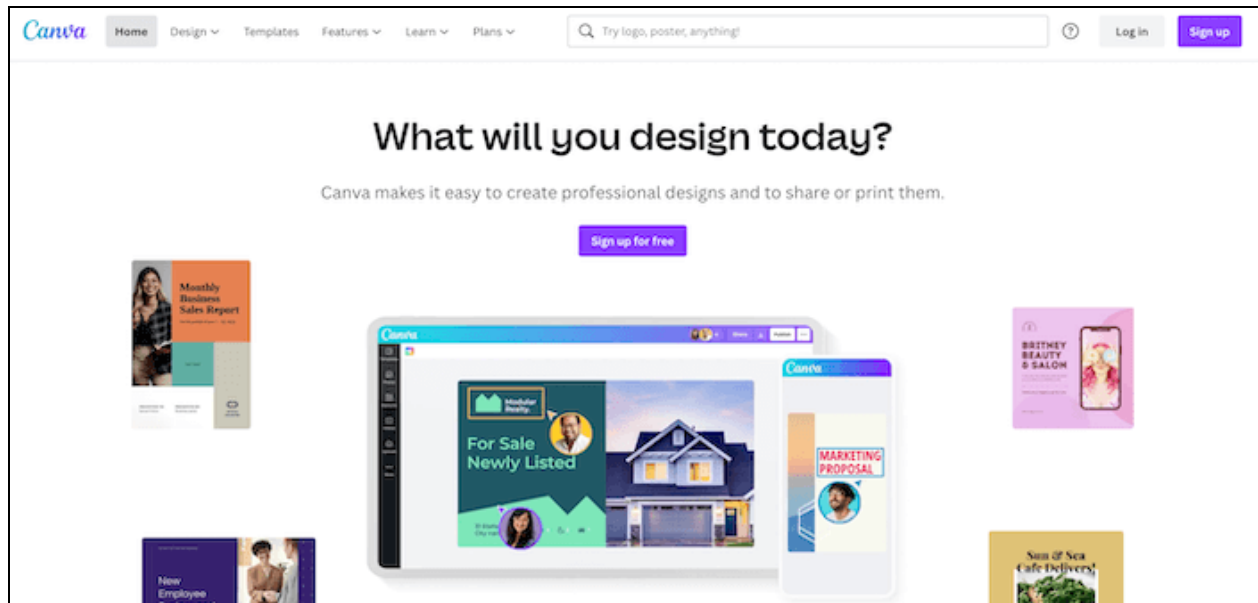 Canva Home Design Templates Features Learn Plans Try logo, poster, anything! ? Log in Sign up
What will you design today?
Canva makes it easy to create professional designs and to share or print them.
Sign up for free
Monthly
Business
Sales Report
Canva Share Publish
Canva
Modular
Realty.
For Sale
Newly Listed
MARKETING
PROPOSAL
BRITNEY
BEAUTY
& SALON
New
Employee
Sun & Sea
Cafe Delivers!